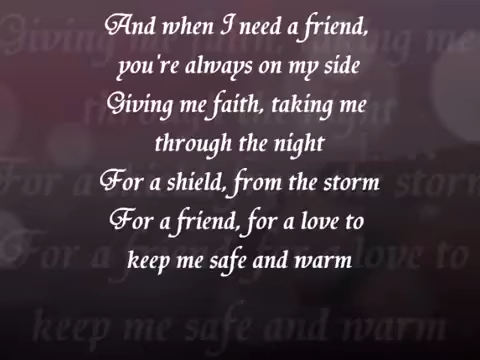 And when I need a friend,
you're always on my side
Giving me faith, taking me
through the night
For a shield, from the storm
For a friend, for a love to
keep me safe and warm